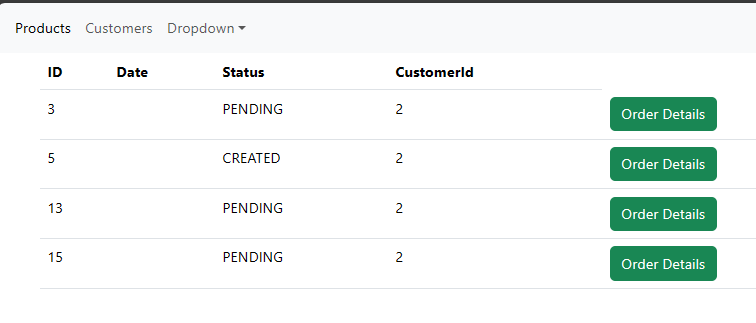 Products Customers Dropdown
ID Date Status CustomerId
3 PENDING 2 Order Details
5 CREATED 2 Order Details
13 PENDING 2 Order Details
15 PENDING 2 Order Details